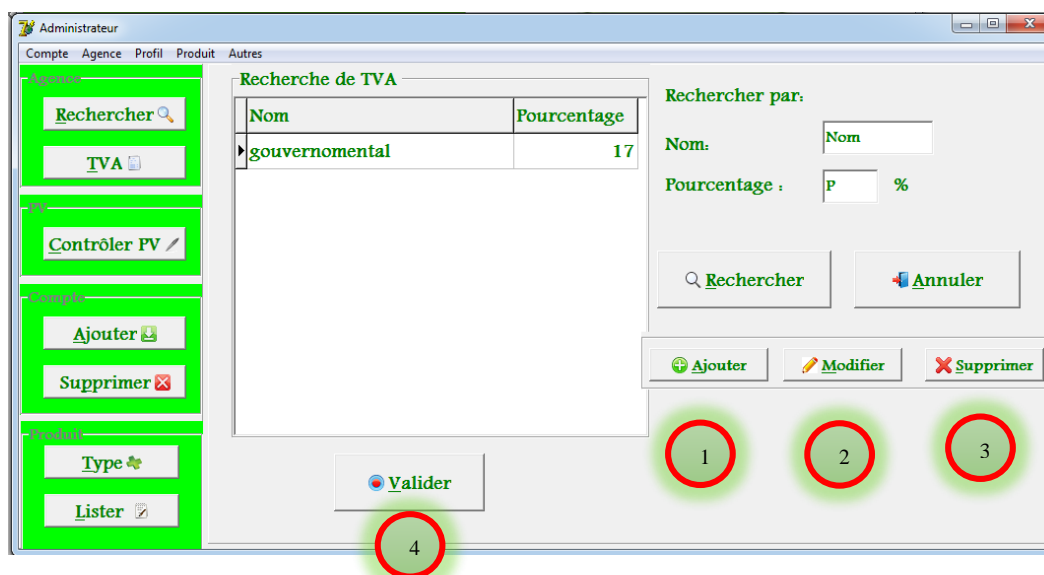 Administrateur
Compte Agence Profil Produit Autres
Agence
Rechercher
TVA
PV
Contrôler PV
Compte
Ajouter
Supprimer
Produit
Type
Lister
Recherche de TVA
Nom Pourcentage
gouvernomental 17
Valider
4
Rechercher par:
Nom: Nom
Pourcentage : P %
Rechercher Annuler
Ajouter Modifier Supprimer
1 2 3